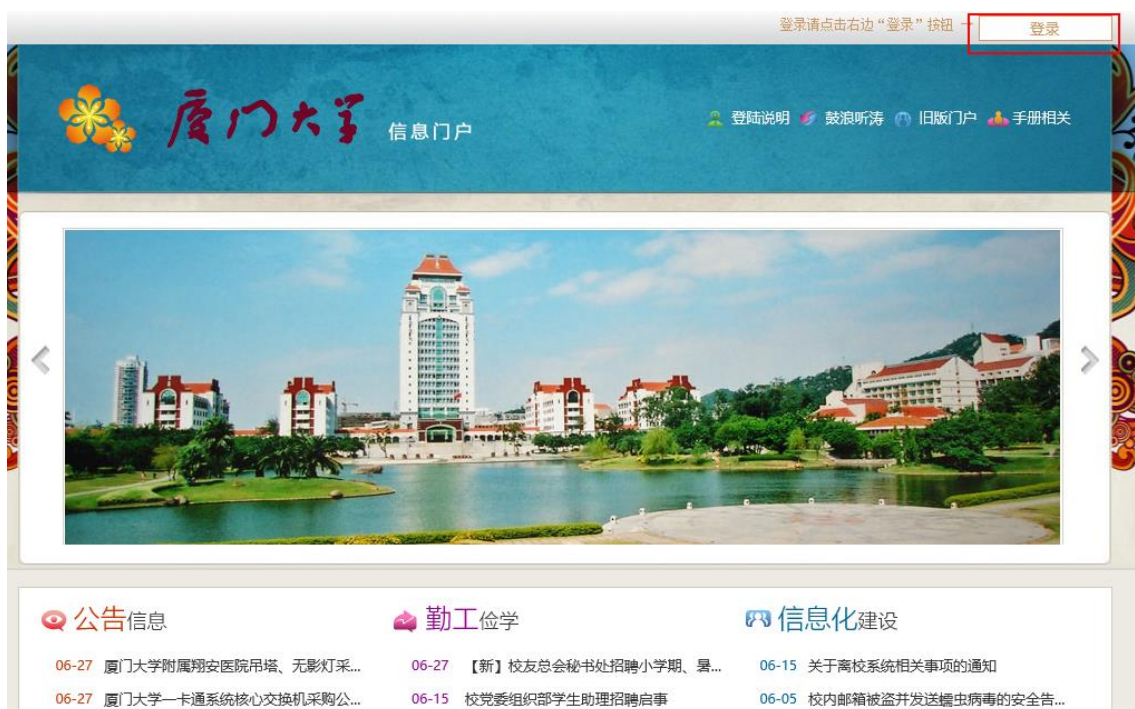 登录请点击右边“登录”按钮 → 登录
厦门大学 信息门户
登陆说明 鼓浪听涛 旧版门户 手册相关
公告信息
06-27 厦门大学附属翔安医院吊塔、无影灯采...
06-27 厦门大学一卡通系统核心交换机采购公...
勤工俭学
06-27 【新】校友总会秘书处招聘小学期、暑...
06-15 校党委组织部学生助理招聘启事
信息化建设
06-15 关于离校系统相关事项的通知
06-05 校内邮箱被盗并发送蠕虫病毒的安全告...